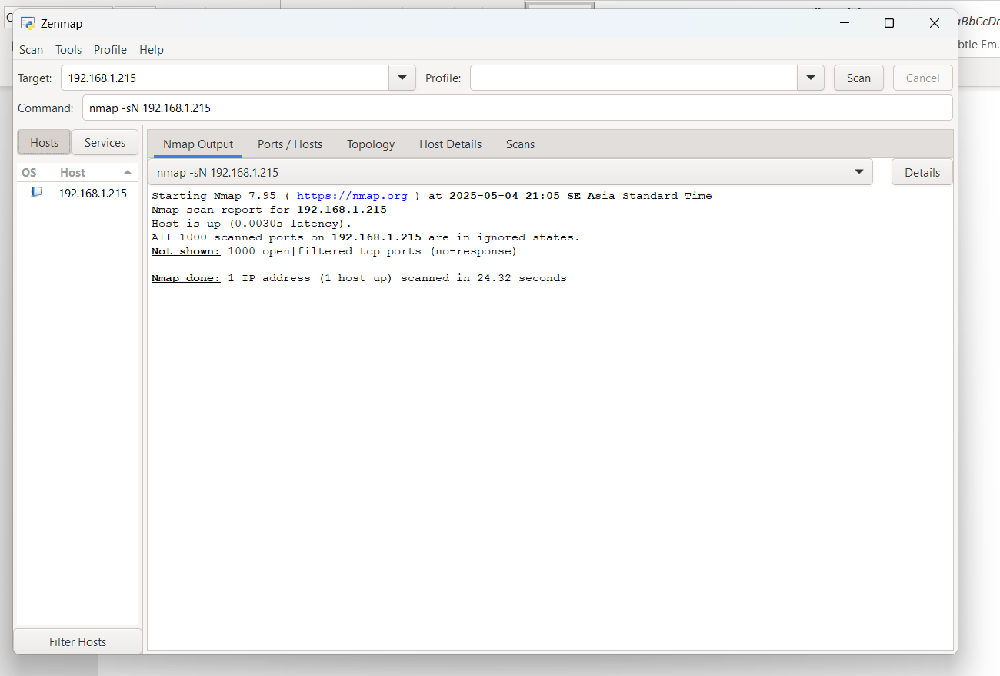 Zenmap
Scan Tools Profile Help
Target: 192.168.1.215 Profile: Scan Cancel
Command: nmap -sN 192.168.1.215
Hosts Services
Nmap Output Ports / Hosts Topology Host Details Scans
OS Host
192.168.1.215
nmap -sN 192.168.1.215 Details
Starting Nmap 7.95 ( https://nmap.org ) at 2025-05-04 21:05 SE Asia Standard Time
Nmap scan report for 192.168.1.215
Host is up (0.0030s latency).
All 1000 scanned ports on 192.168.1.215 are in ignored states.
Not shown: 1000 open|filtered tcp ports (no-response)
Nmap done: 1 IP address (1 host up) scanned in 24.32 seconds
Filter Hosts
aBbCcDc
btle Em.